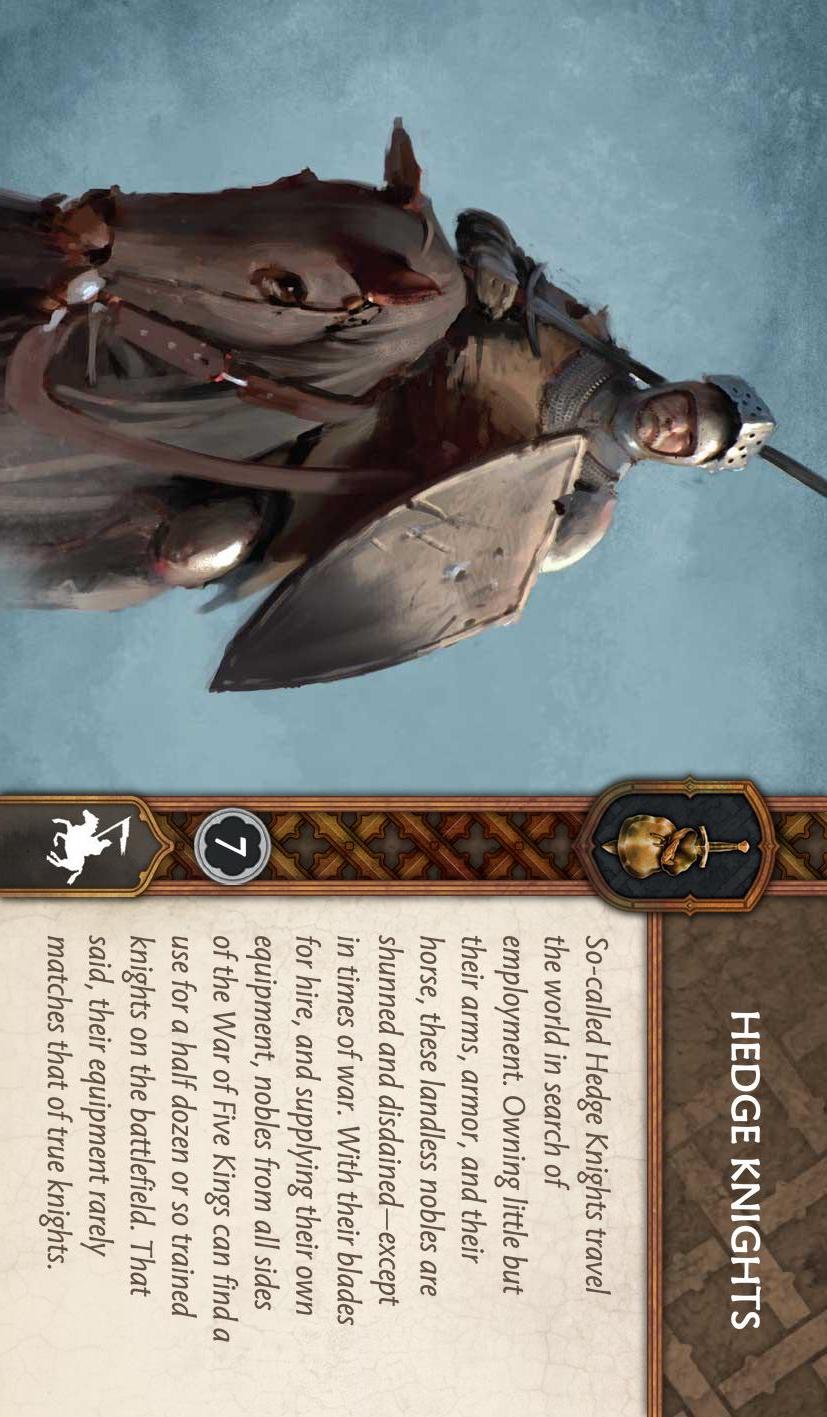 HEDGE KNIGHTS
So-called Hedge Knights travel
the world in search of
employment. Owning little but
their arms, armor, and their
horse, these landless nobles are
shunned and disdained—except
in times of war. With their blades
for hire, and supplying their own
equipment, nobles from all sides
of the War of Five Kings can find a
use for a half dozen or so trained
knights on the battlefield. That
said, their equipment rarely
matches that of true knights.
7